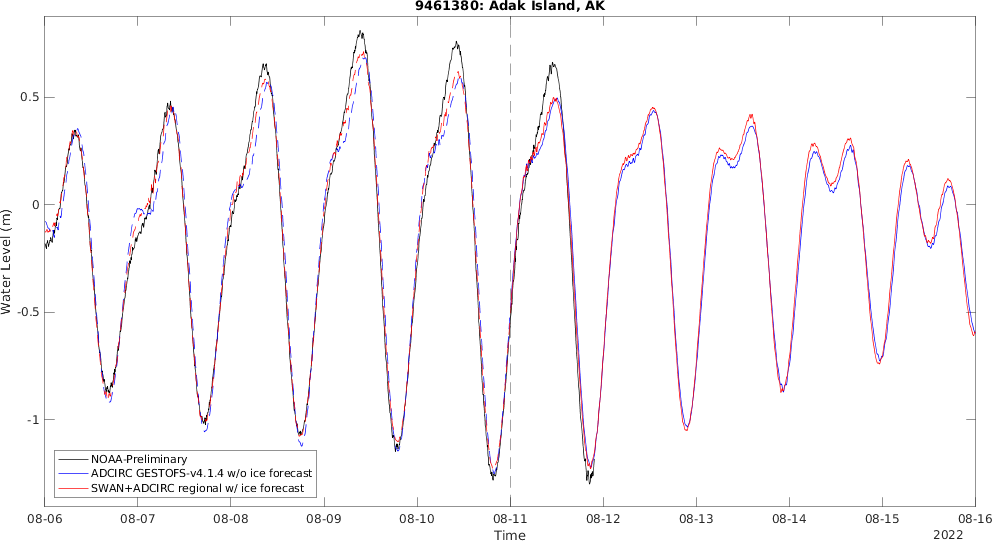 9461380: Adak Island, AK
Water Level (m)
0.5
0
-0.5
-1
NOAA-Preliminary
ADCIRC GESTOFS-v4.1.4 w/o ice forecast
SWAN+ADCIRC regional w/ ice forecast
08-06 08-07 08-08 08-09 08-10 08-11 08-12 08-13 08-14 08-15 08-16
Time
2022